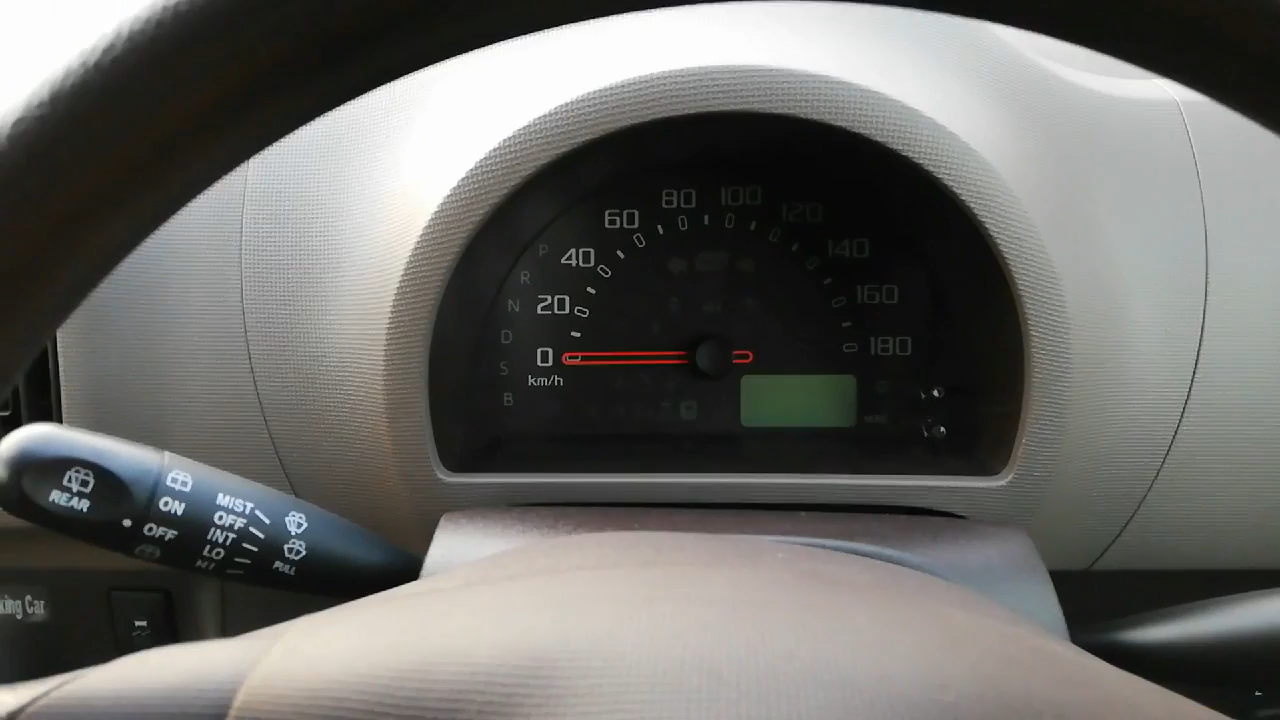 80 100
60 120
40 140
20 160
0 180
km/h
P
R
N
D
S
B
REAR
ON
OFF
MIST
OFF
INT
LO
PULL
king Car